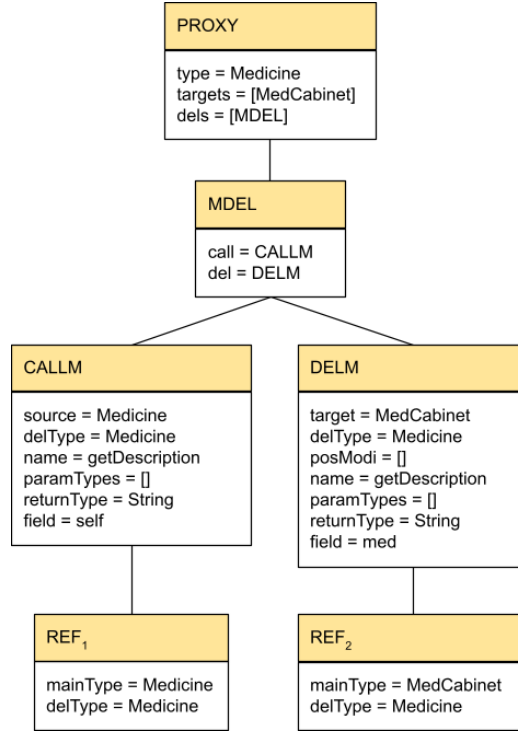 PROXY
type = Medicine
targets = [MedCabinet]
dels = [MDEL]
MDEL
call = CALLM
del = DELM
CALLM
source = Medicine
delType = Medicine
name = getDescription
paramTypes = []
returnType = String
field = self
DELM
target = MedCabinet
delType = Medicine
posModi = []
name = getDescription
paramTypes = []
returnType = String
field = med
REF₁
mainType = Medicine
delType = Medicine
REF₂
mainType = MedCabinet
delType = Medicine